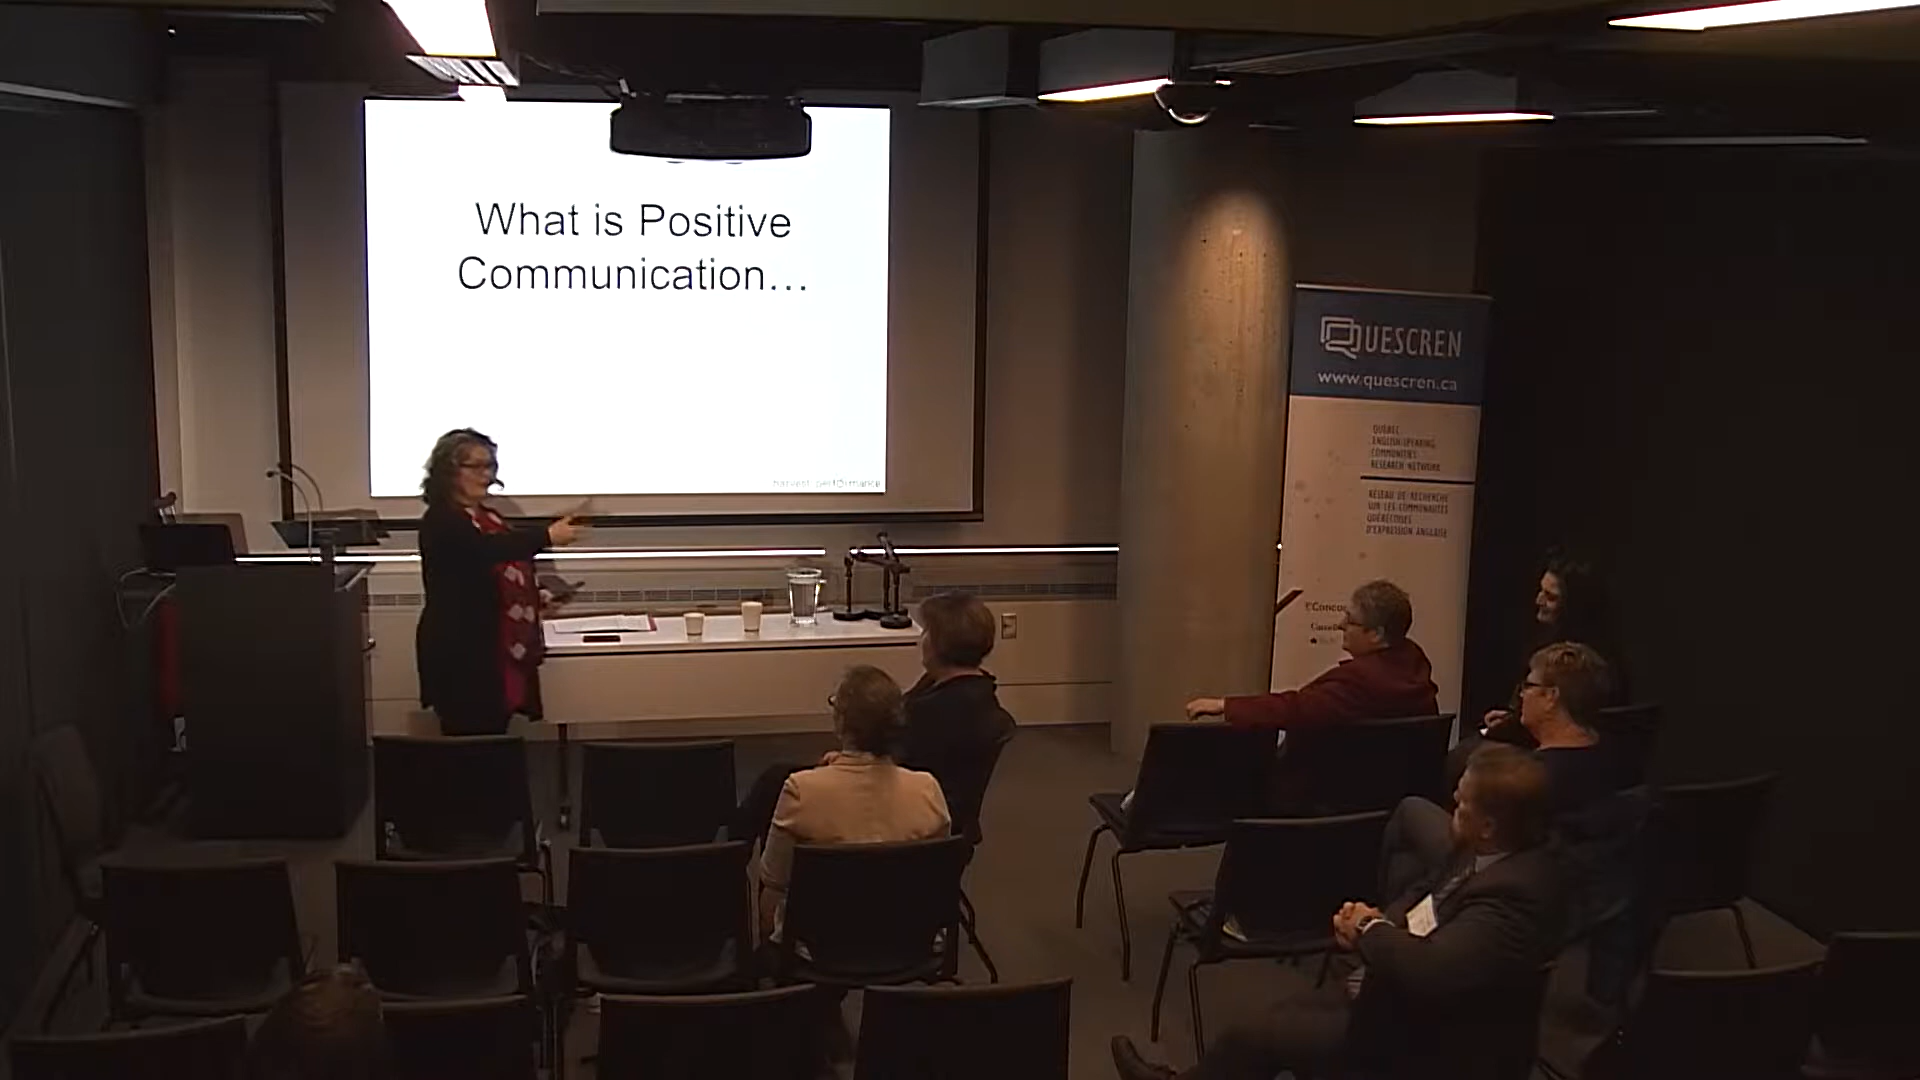 What is Positive
Communication...
harvest performance
QUESCREN
www.quescren.ca
QUEBEC
ENGLISH-SPEAKING
COMMUNITIES
RESEARCH NETWORK
RÉSEAU DE RECHERCHE
SUR LES COMMUNAUTÉS
QUÉBÉCOISES
D'EXPRESSION ANGLAISE